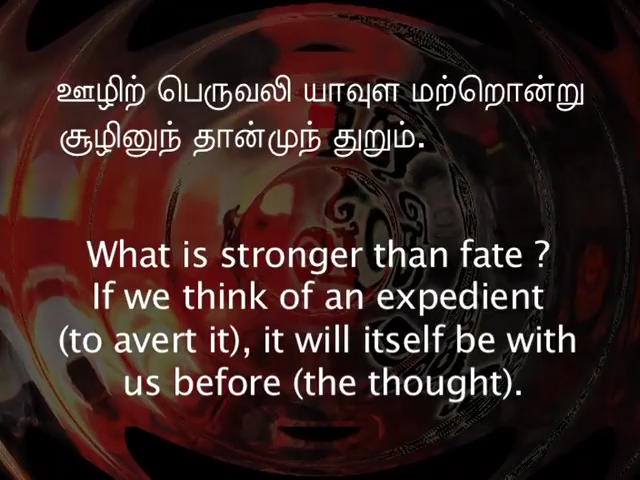 ஊழிற் பெருவலி யாவுள மற்றொன்று
சூழினுந் தான்முந் துறும்.
What is stronger than fate ?
If we think of an expedient
(to avert it), it will itself be with
us before (the thought).